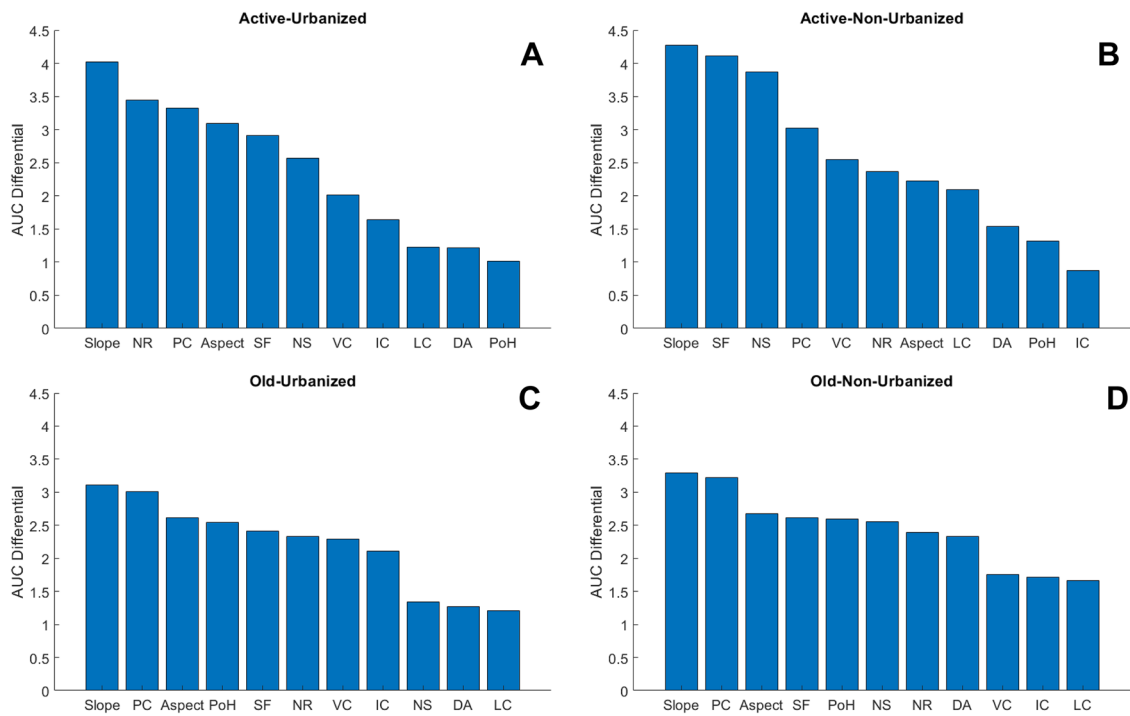 Active-Urbanized
A
AUC Differential
4.5
4
3.5
3
2.5
2
1.5
1
0.5
0
Slope NR PC Aspect SF NS VC IC LC DA PoH
Active-Non-Urbanized
B
AUC Differential
4.5
4
3.5
3
2.5
2
1.5
1
0.5
0
Slope SF NS PC VC NR Aspect LC DA PoH IC
Old-Urbanized
C
AUC Differential
4.5
4
3.5
3
2.5
2
1.5
1
0.5
0
Slope PC Aspect PoH SF NR VC IC NS DA LC
Old-Non-Urbanized
D
AUC Differential
4.5
4
3.5
3
2.5
2
1.5
1
0.5
0
Slope PC Aspect SF PoH NS NR DA VC IC LC